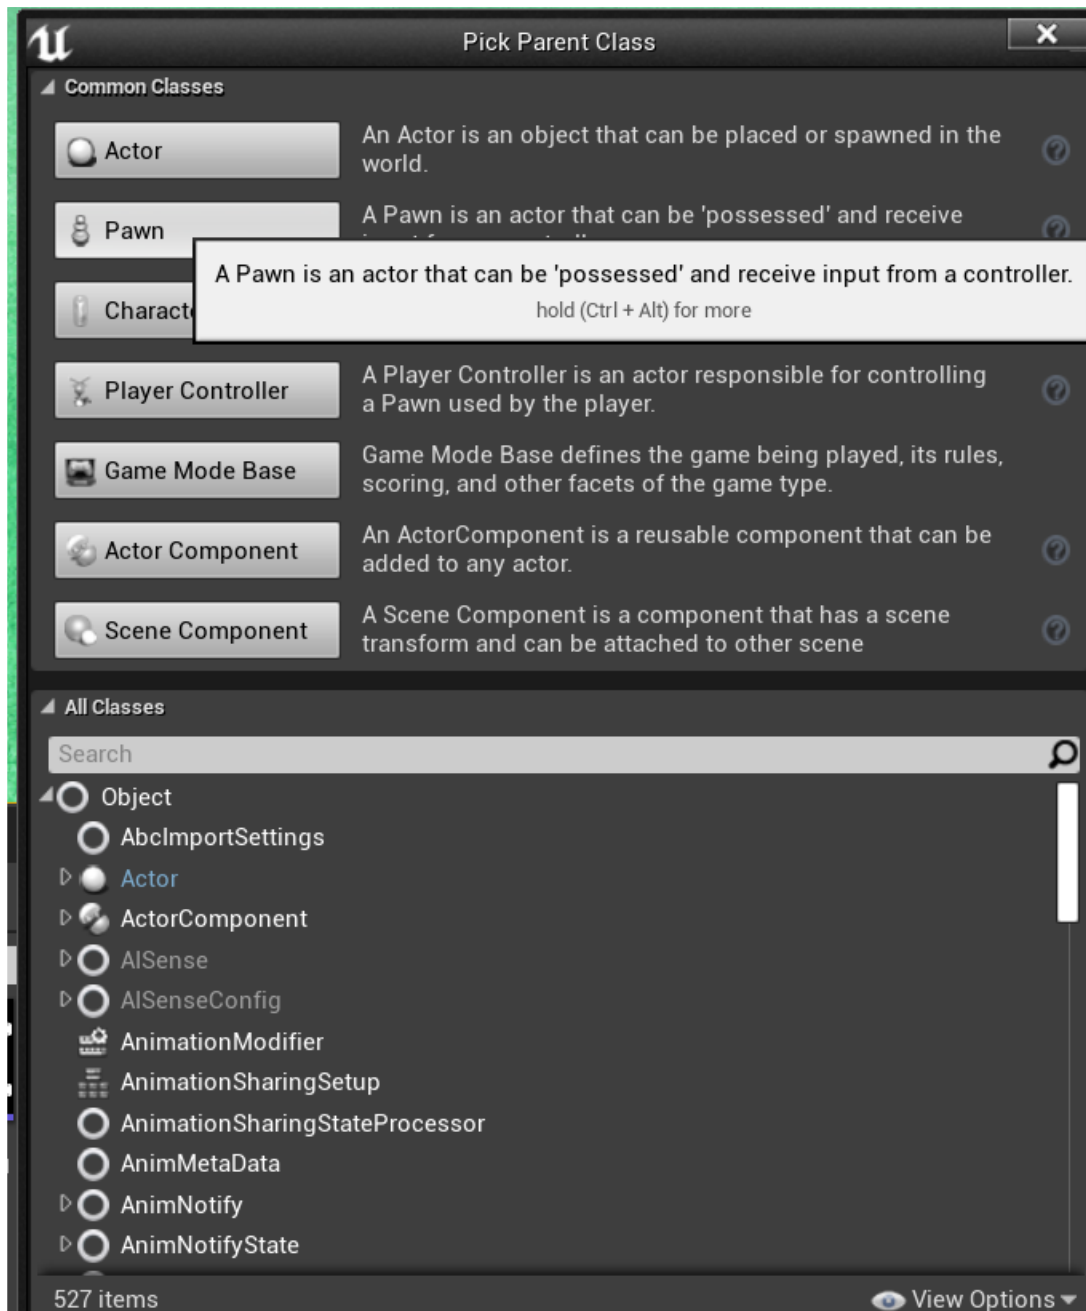 Pick Parent Class
Common Classes
Actor
An Actor is an object that can be placed or spawned in the
world.
Pawn
A Pawn is an actor that can be 'possessed' and receive
A Pawn is an actor that can be 'possessed' and receive input from a controller.
hold (Ctrl + Alt) for more
Player Controller
A Player Controller is an actor responsible for controlling
a Pawn used by the player.
Game Mode Base
Game Mode Base defines the game being played, its rules,
scoring, and other facets of the game type.
Actor Component
An ActorComponent is a reusable component that can be
added to any actor.
Scene Component
A Scene Component is a component that has a scene
transform and can be attached to other scene
All Classes
Search
Object
AbcImportSettings
Actor
ActorComponent
AISense
AISenseConfig
AnimationModifier
AnimationSharingSetup
AnimationSharingStateProcessor
AnimMetaData
AnimNotify
AnimNotifyState
527 items
View Options